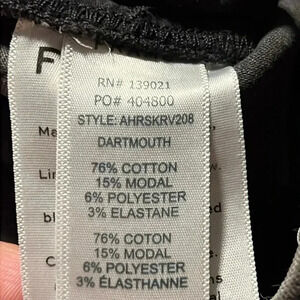 RN# 139021
PO# 404800
STYLE: AHRSKRV208
DARTMOUTH
76% COTTON
15% MODAL
6% POLYESTER
3% ELASTANE
76% COTON
15% MODAL
6% POLYESTER
3% ÉLASTHANNE